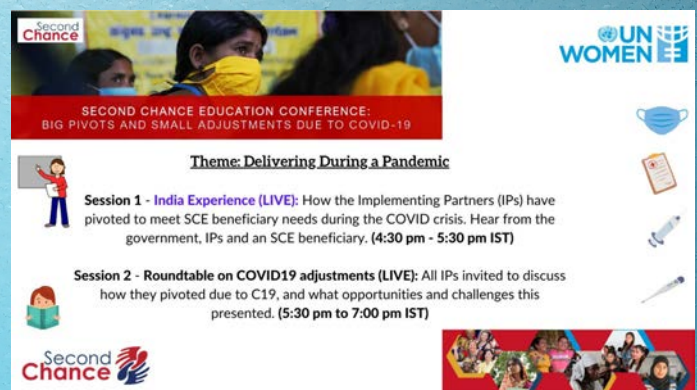 Second
Chance
UN
WOMEN
SECOND CHANCE EDUCATION CONFERENCE:
BIG PIVOTS AND SMALL ADJUSTMENTS DUE TO COVID-19
Theme: Delivering During a Pandemic
Session 1 - India Experience (LIVE): How the Implementing Partners (IPs) have
pivoted to meet SCE beneficiary needs during the COVID crisis. Hear from the
government, IPs and an SCE beneficiary. (4:30 pm - 5:30 pm IST)
Session 2 - Roundtable on COVID19 adjustments (LIVE): All IPs invited to discuss
how they pivoted due to C19, and what opportunities and challenges this
presented. (5:30 pm to 7:00 pm IST)
Second
Chance